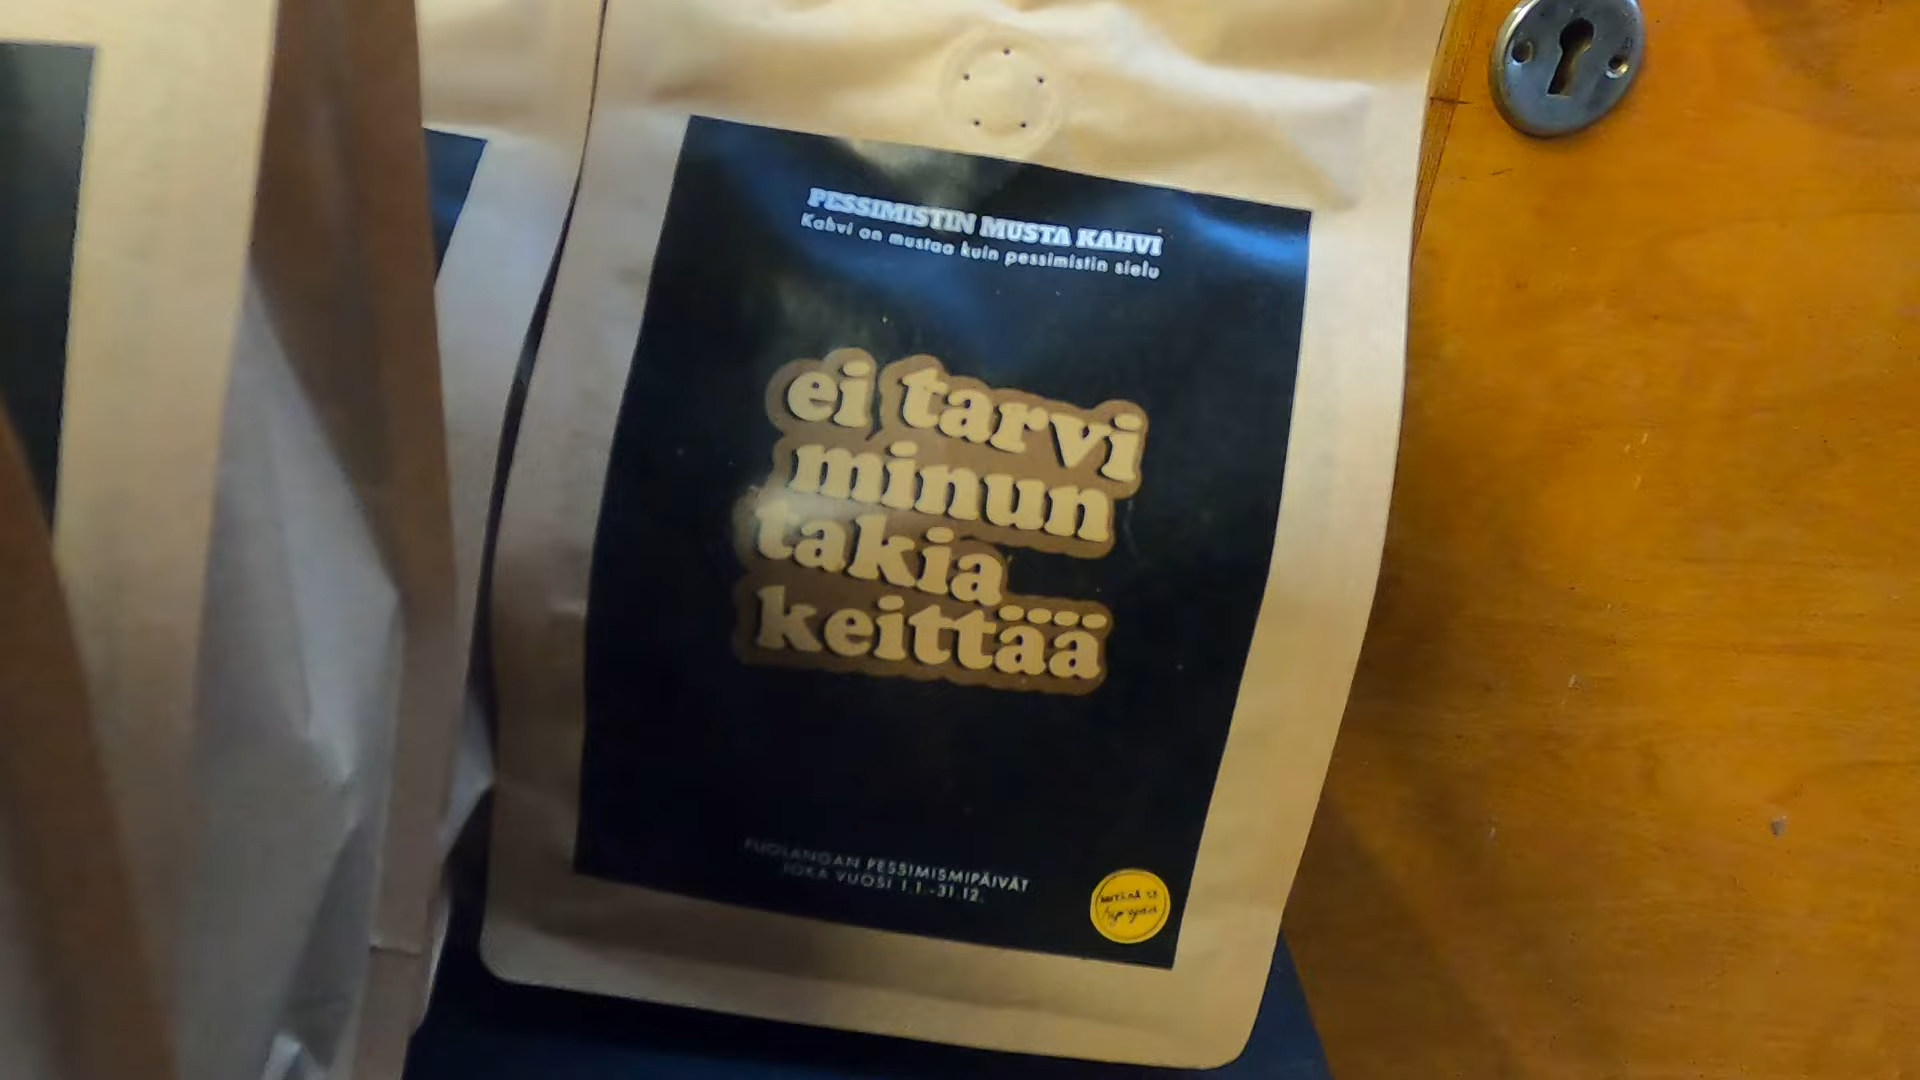 PESSIMISTIN MUSTA KAHVI
Kahvi on mustaa kuin pessimistin sielu
ei tarvi
minun
takia....
keittää
PUOLANGAN PESSIMISMIPÄIVÄT
JOKA VUOSI 1.1.-31.12.